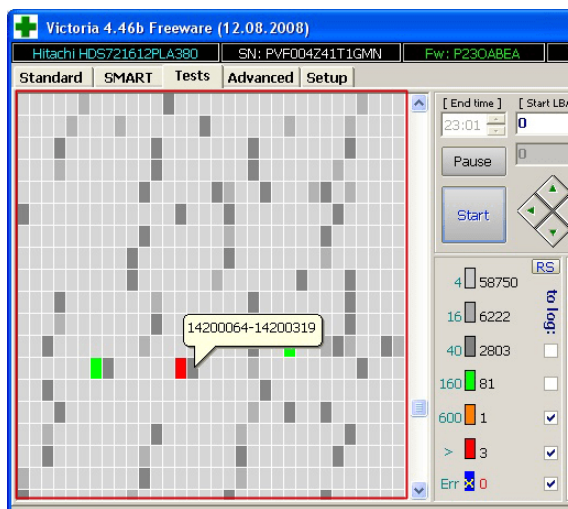 Victoria 4.46b Freeware (12.08.2008)
Hitachi HDS721612PLA380 SN: PVF004Z41T1GMN Fw: P23OABEA
Standard SMART Tests Advanced Setup
[ End time ] [ Start LBA
23:01 0
Pause 0
Start
RS
to log:
4 58750
16 6222
40 2803
160 81
600 1
> 3
Err x 0
14200064-14200319